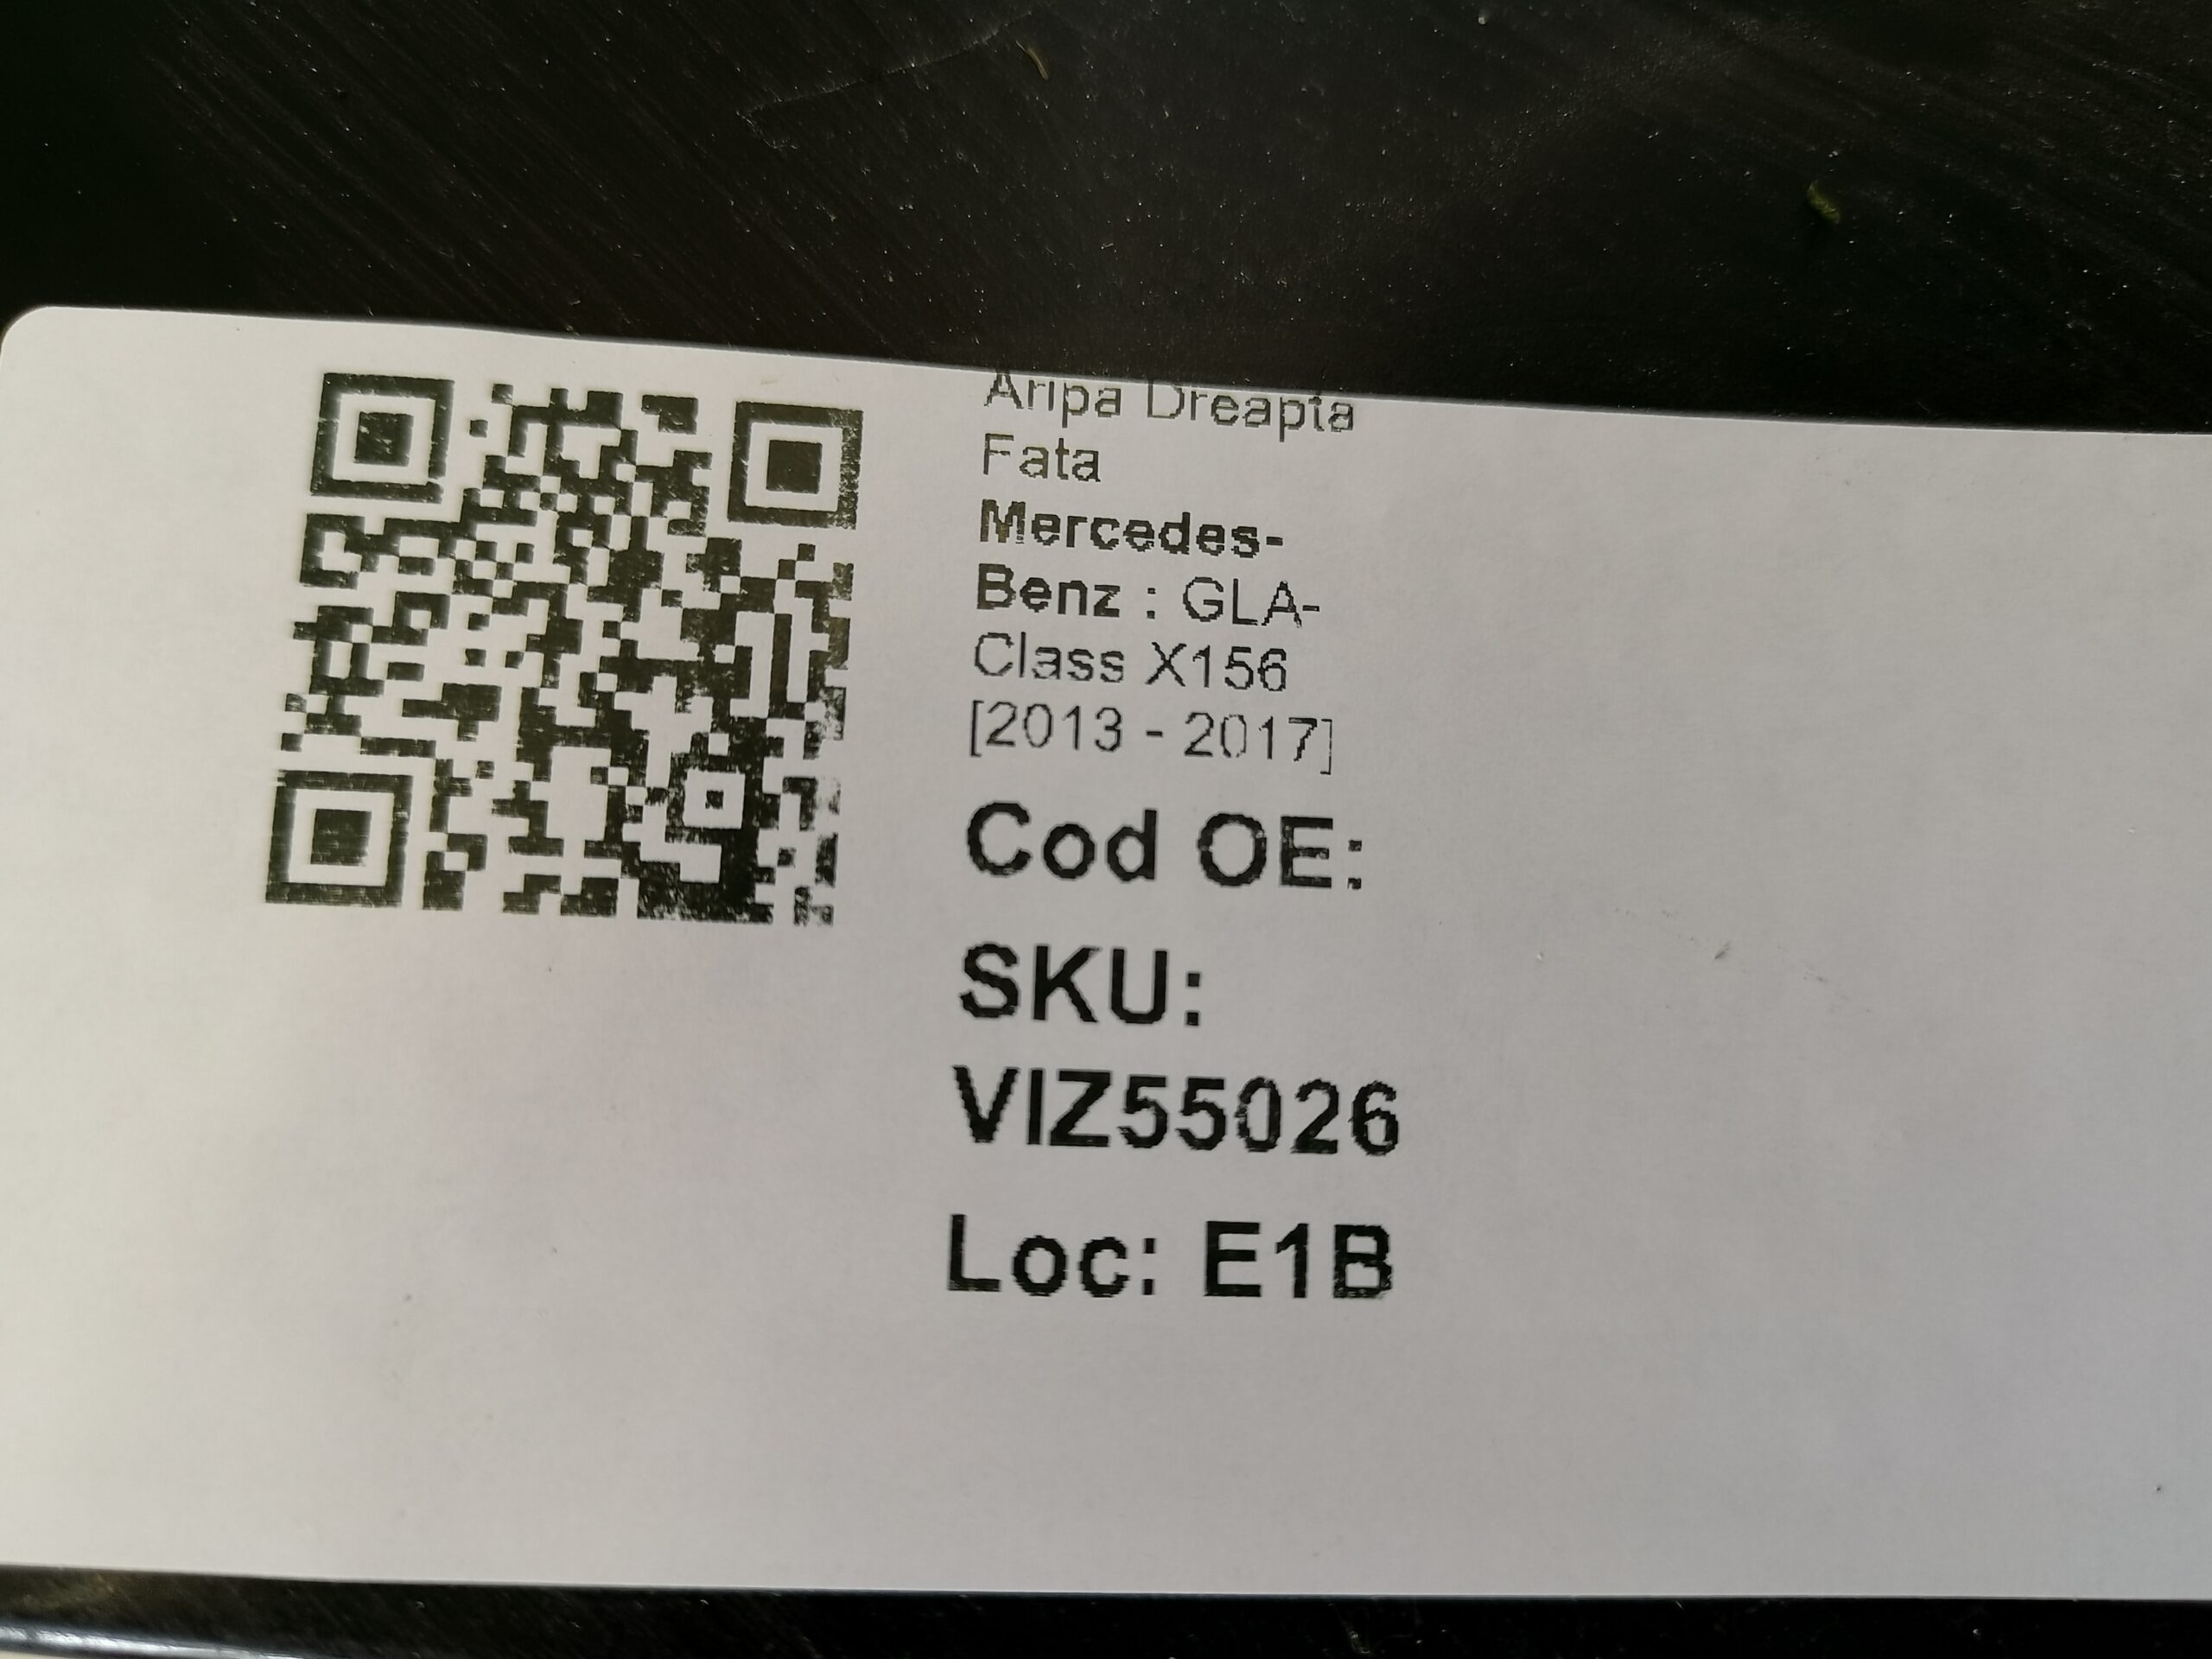 Aripa Dreapta
Fata
Mercedes-
Benz : GLA-
Class X156
[2013 - 2017]
Cod OE:
SKU:
VIZ55026
Loc: E1B